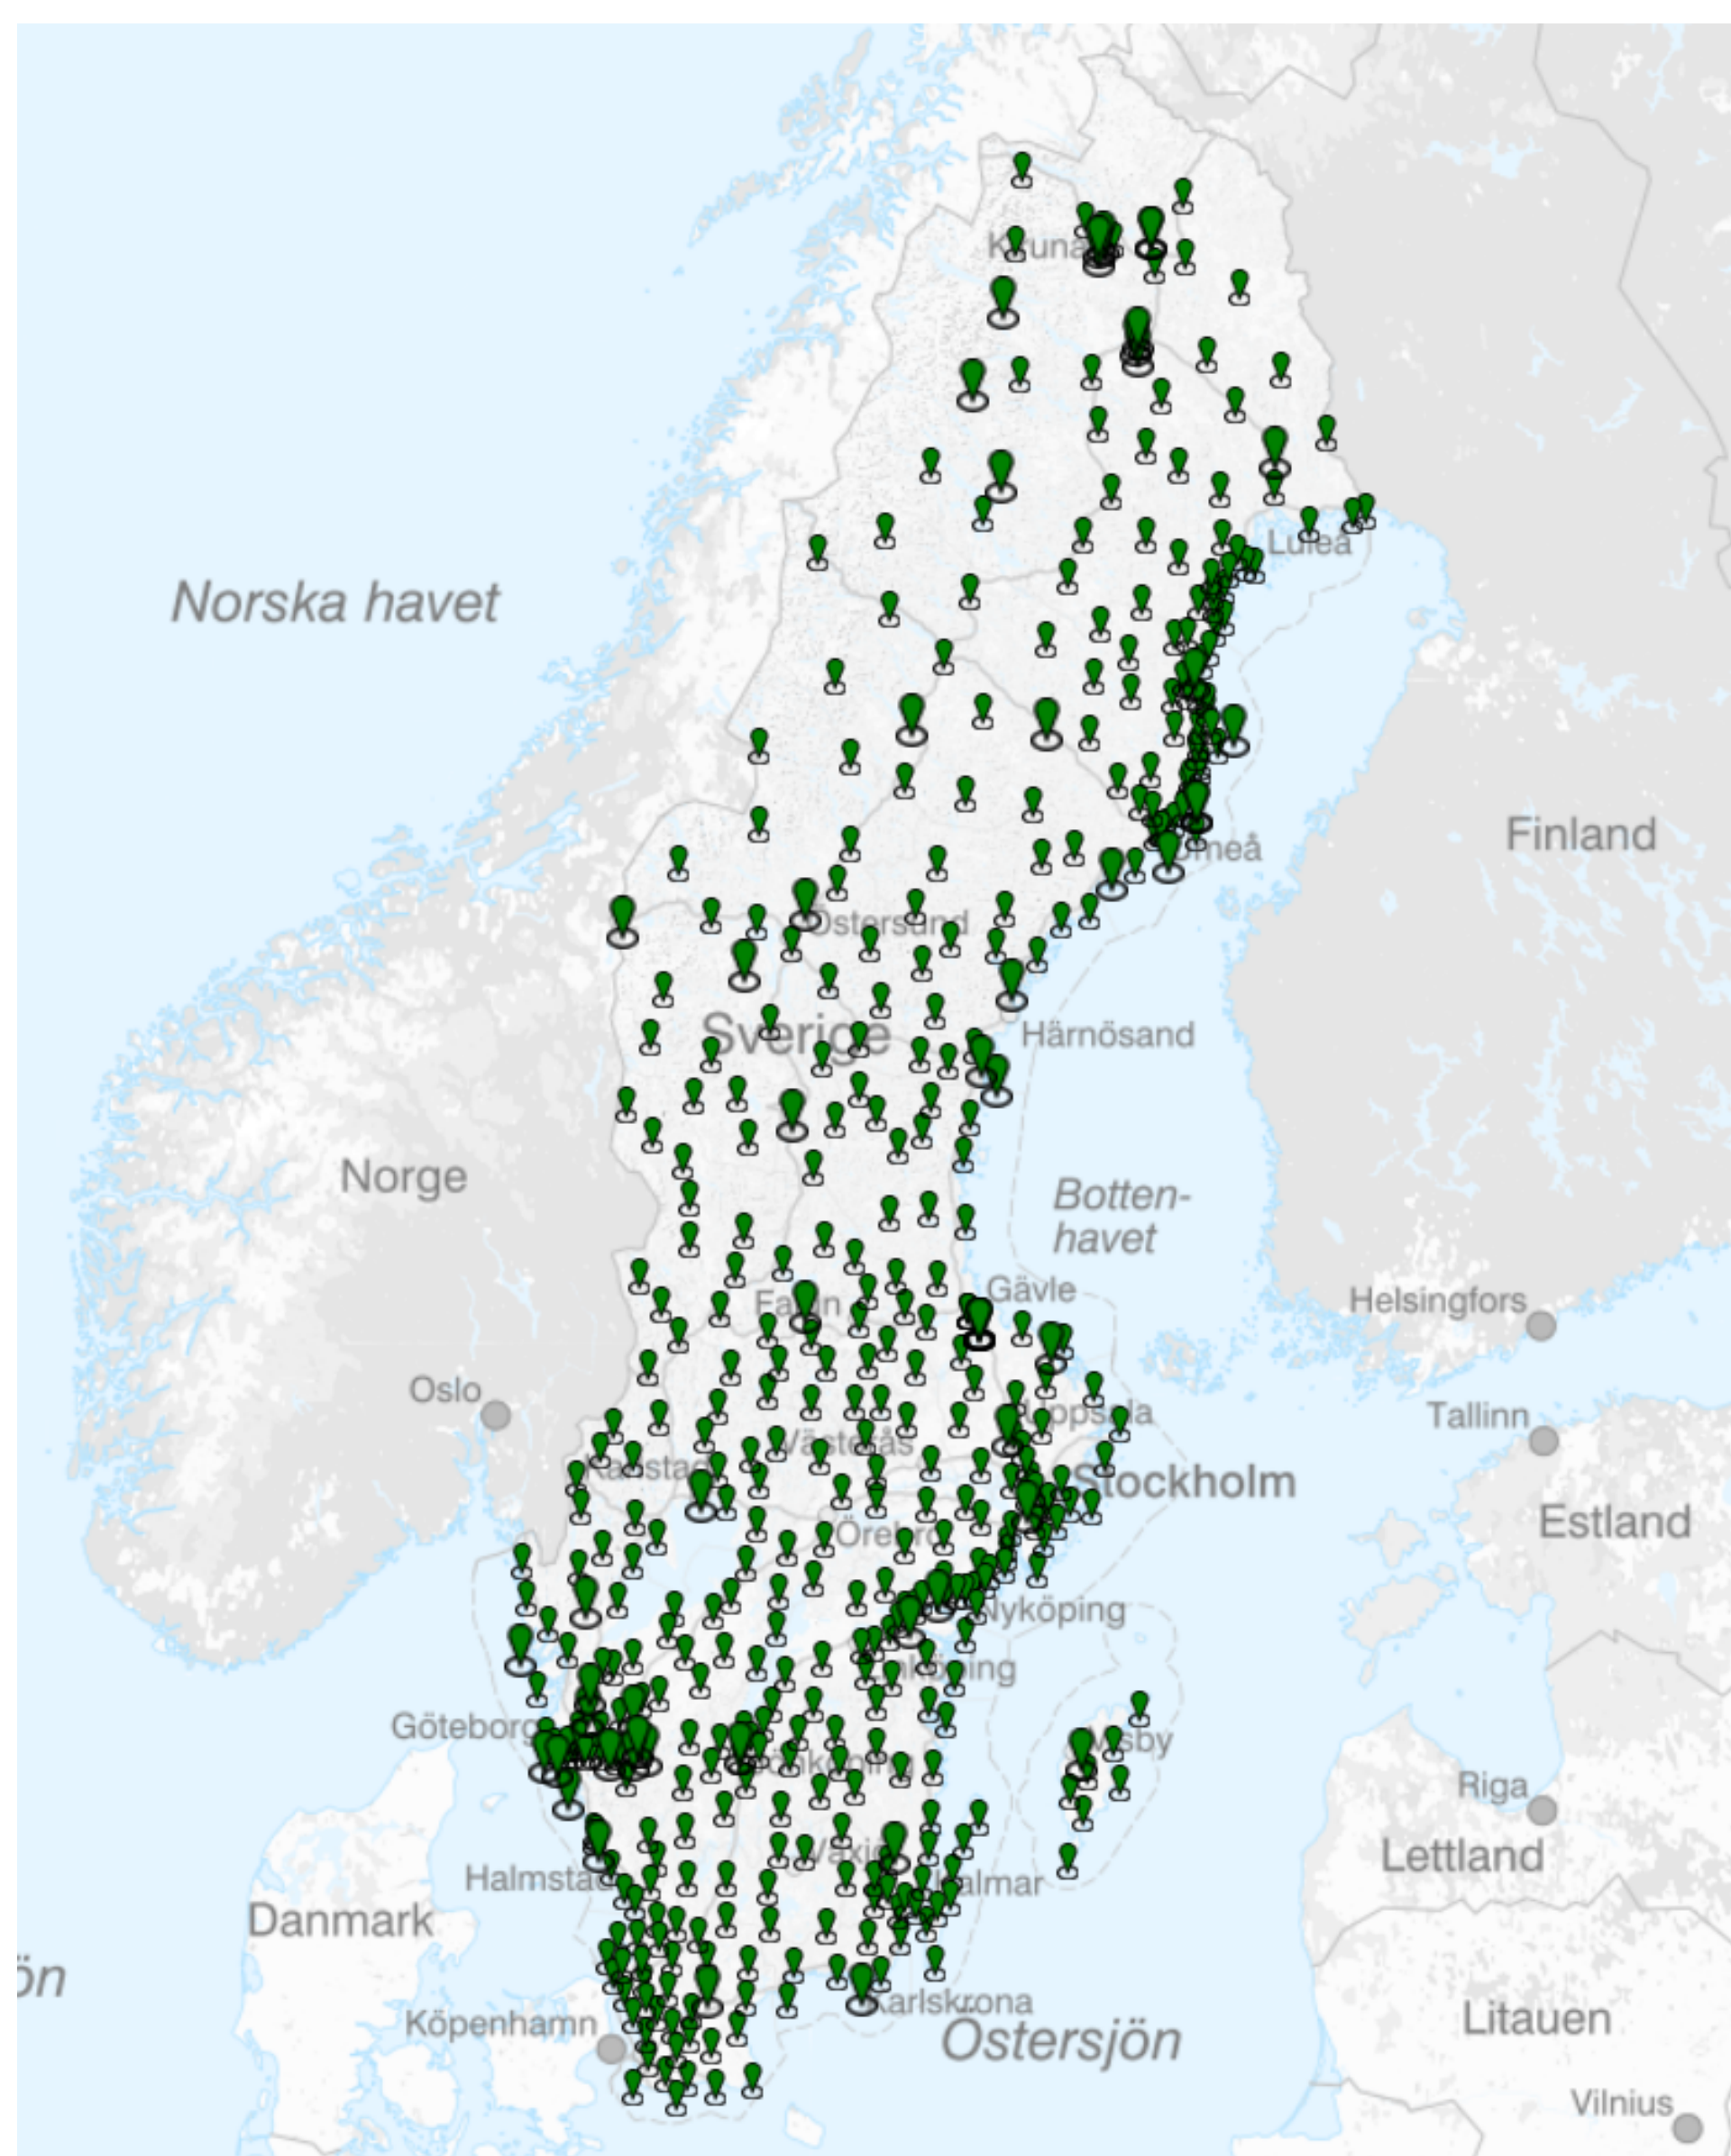 Kiruna
Luleå
Norska havet
Finland
Umeå
Östersund
Sverige
Härnösand
Norge
Botten-
havet
Gävle
Falun
Helsingfors
Oslo
Uppsala
Tallinn
Västerås
Karlstad
Stockholm
Örebro
Estland
Nyköping
Linköping
Göteborg
Visby
Jönköping
Riga
Växjö
Lettland
Halmstad
Kalmar
Danmark
ön
Karlskrona
Köpenhamn
Östersjön
Litauen
Vilnius